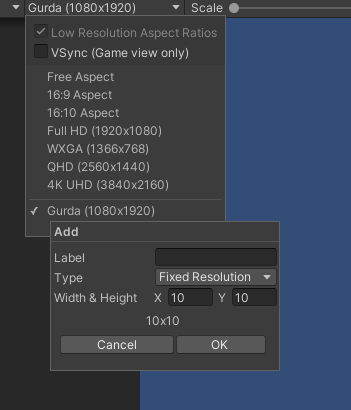 Gurda (1080x1920) Scale
Low Resolution Aspect Ratios
VSync (Game view only)
Free Aspect
16:9 Aspect
16:10 Aspect
Full HD (1920x1080)
WXGA (1366x768)
QHD (2560x1440)
4K UHD (3840x2160)
Gurda (1080x1920)
Add
Label
Type Fixed Resolution
Width & Height X 10 Y 10
10x10
Cancel OK